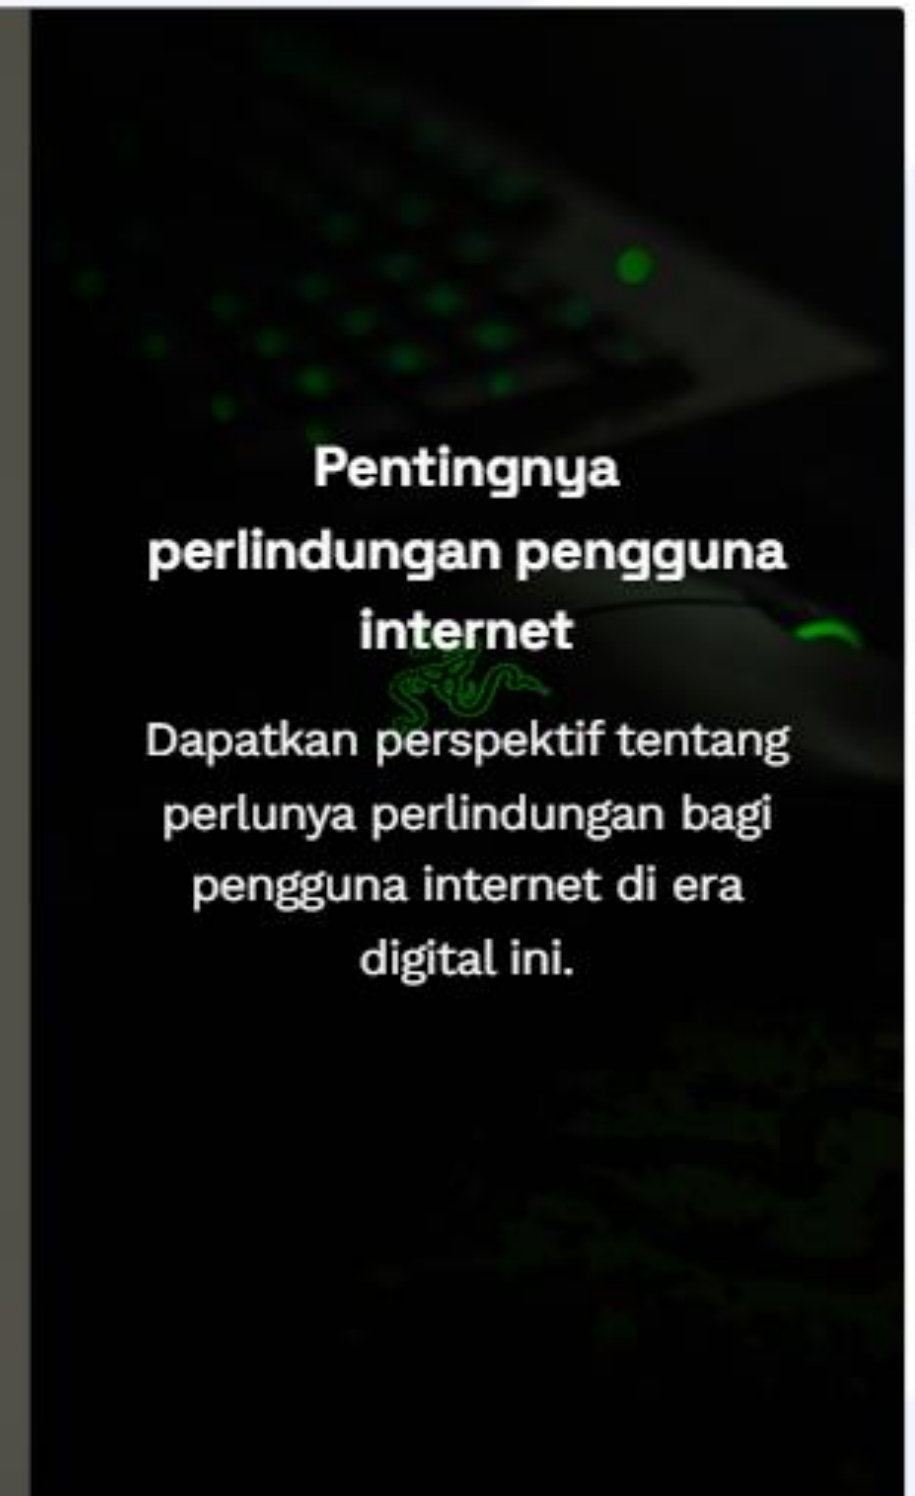 Pentingnya
perlindungan pengguna
internet
Dapatkan perspektif tentang
perlunya perlindungan bagi
pengguna internet di era
digital ini.